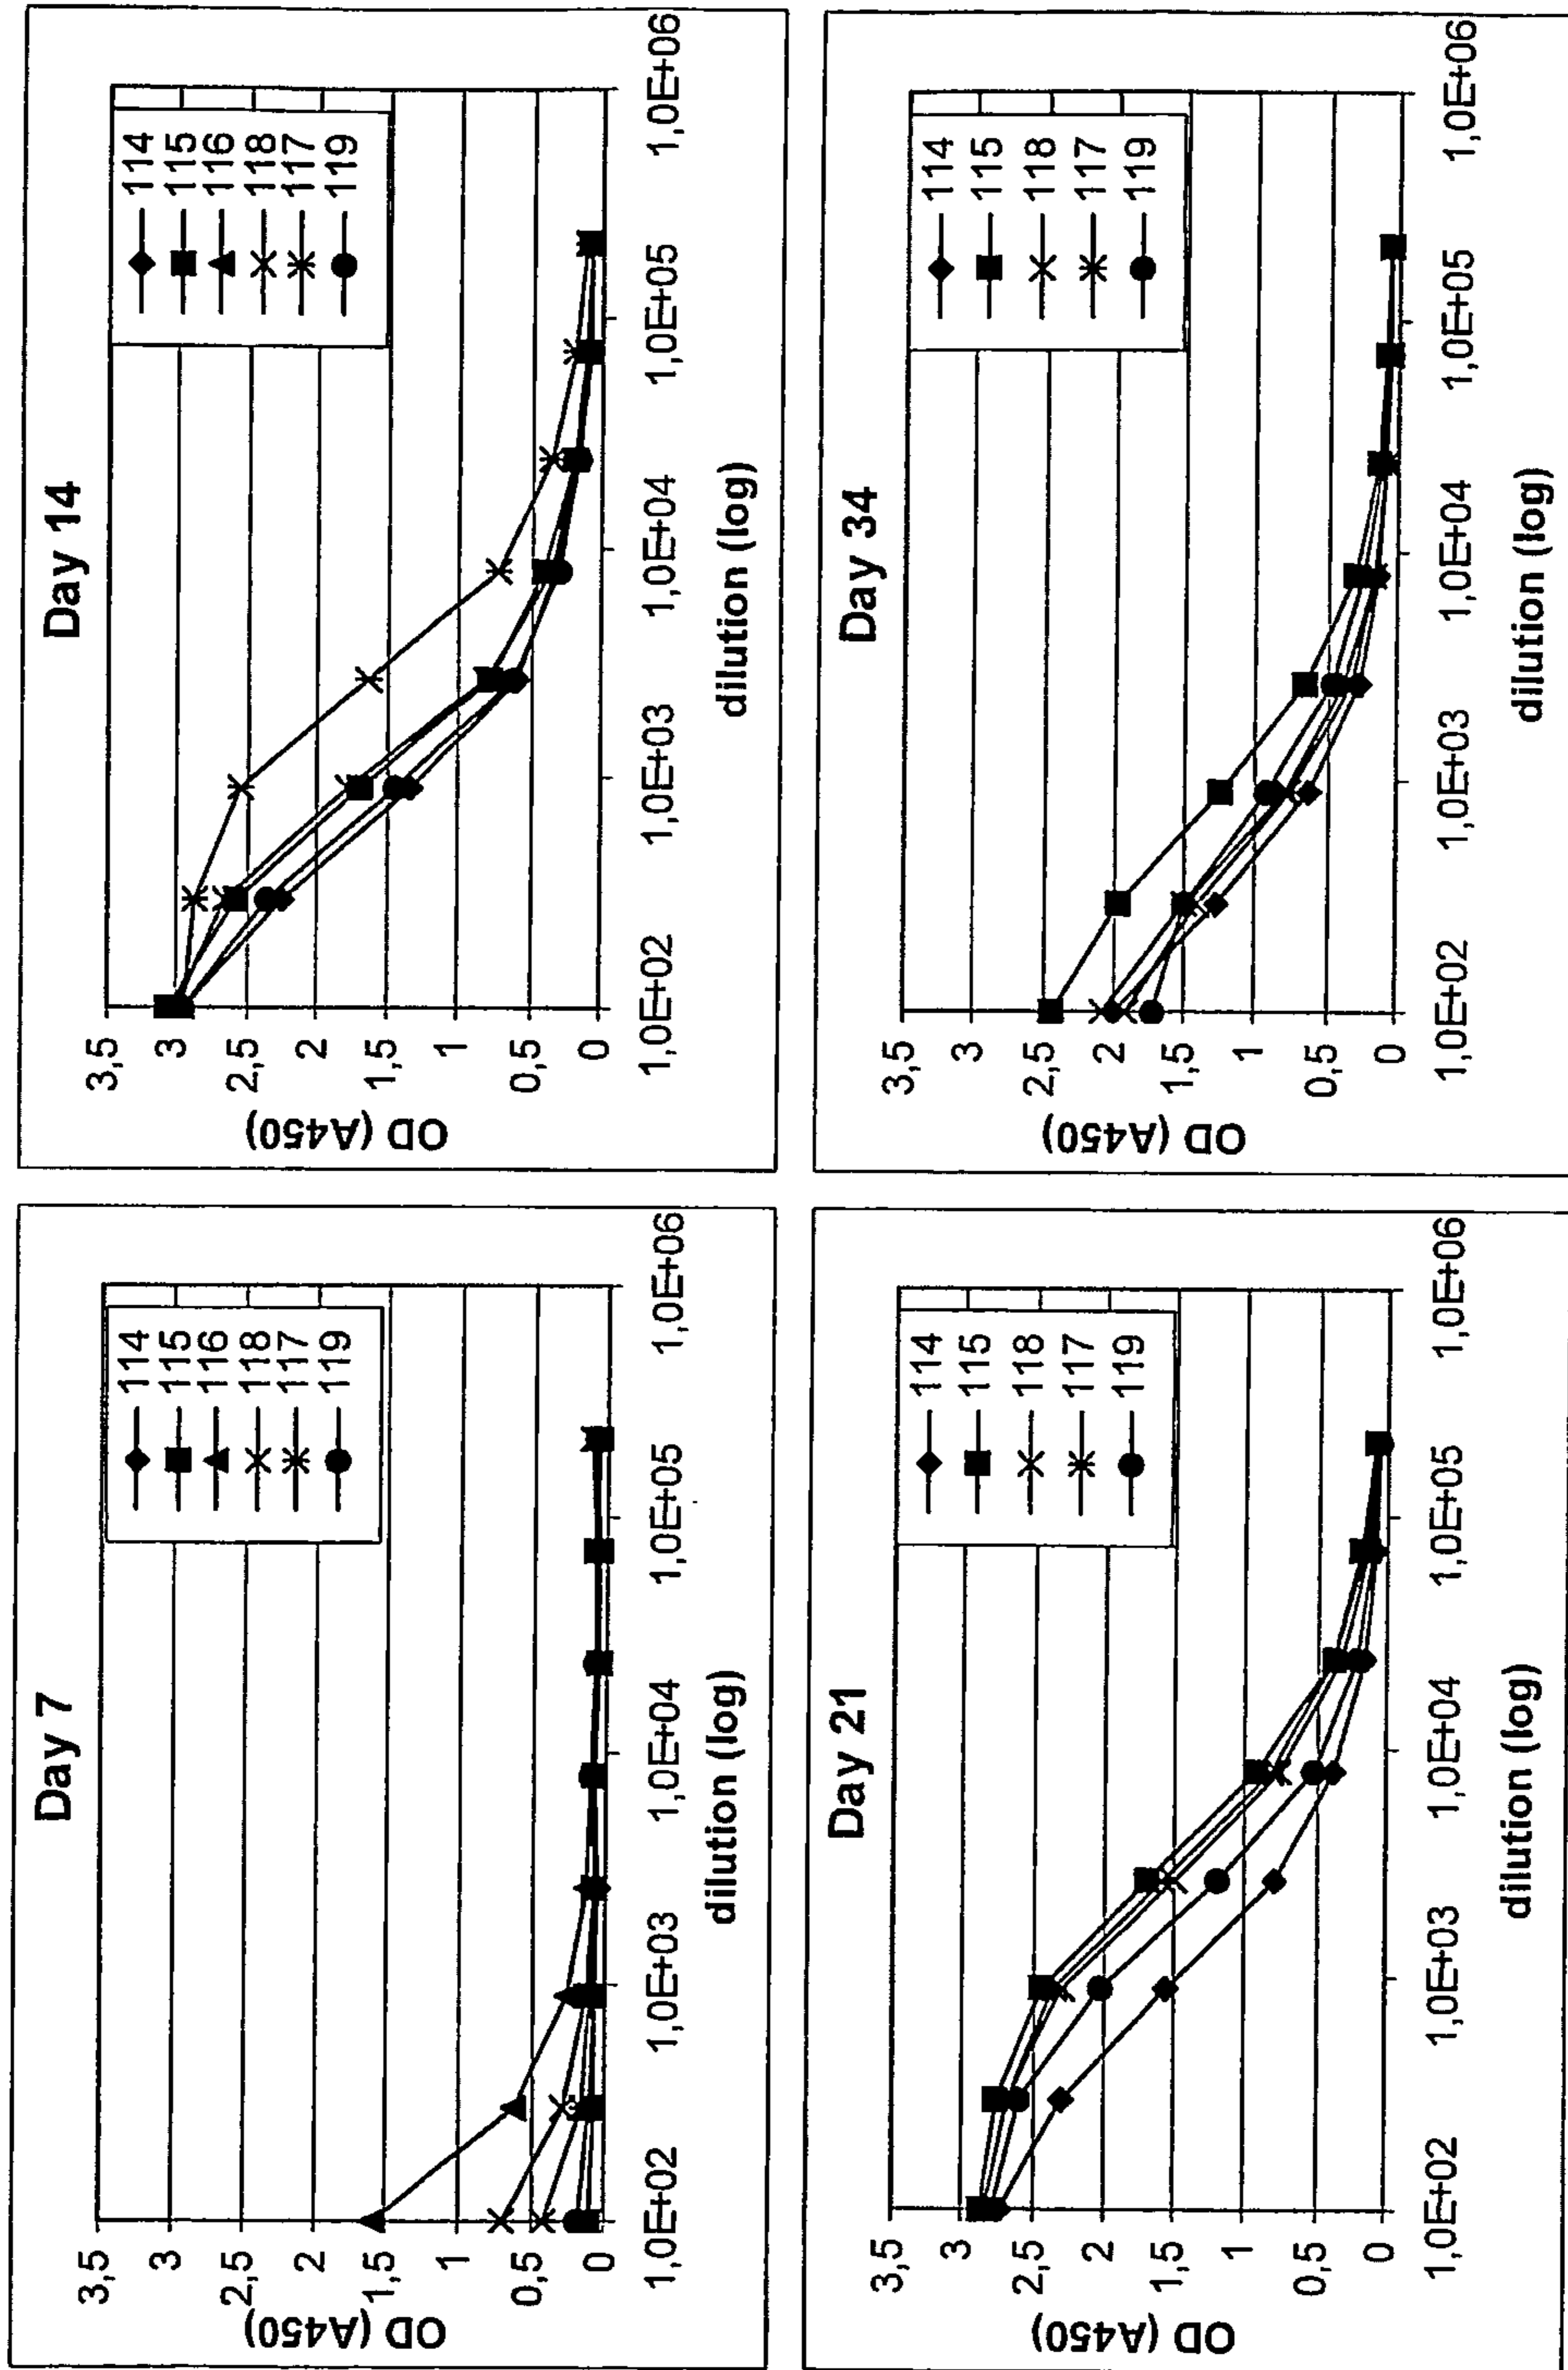 Day 7
OD (A450)
3,5
3
2,5
2
1,5
1
0,5
0
1,0E+02
1,0E+03
1,0E+04
1,0E+05
1,0E+06
dilution (log)
114
115
116
118
117
119
Day 14
OD (A450)
3,5
3
2,5
2
1,5
1
0,5
0
1,0E+02
1,0E+03
1,0E+04
1,0E+05
1,0E+06
dilution (log)
114
115
116
118
117
119
Day 21
OD (A450)
3,5
3
2,5
2
1,5
1
0,5
0
1,0E+02
1,0E+03
1,0E+04
1,0E+05
1,0E+06
dilution (log)
114
115
118
117
119
Day 34
OD (A450)
3,5
3
2,5
2
1,5
1
0,5
0
1,0E+02
1,0E+03
1,0E+04
1,0E+05
1,0E+06
dilution (log)
114
115
118
117
119